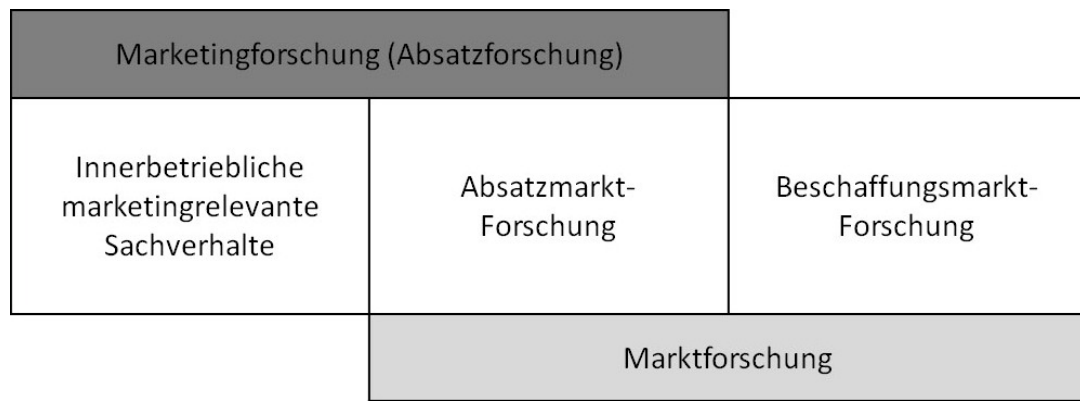 Marketingforschung (Absatzforschung)
Innerbetriebliche
marketingrelevante
Sachverhalte
Absatzmarkt-
Forschung
Beschaffungsmarkt-
Forschung
Marktforschung